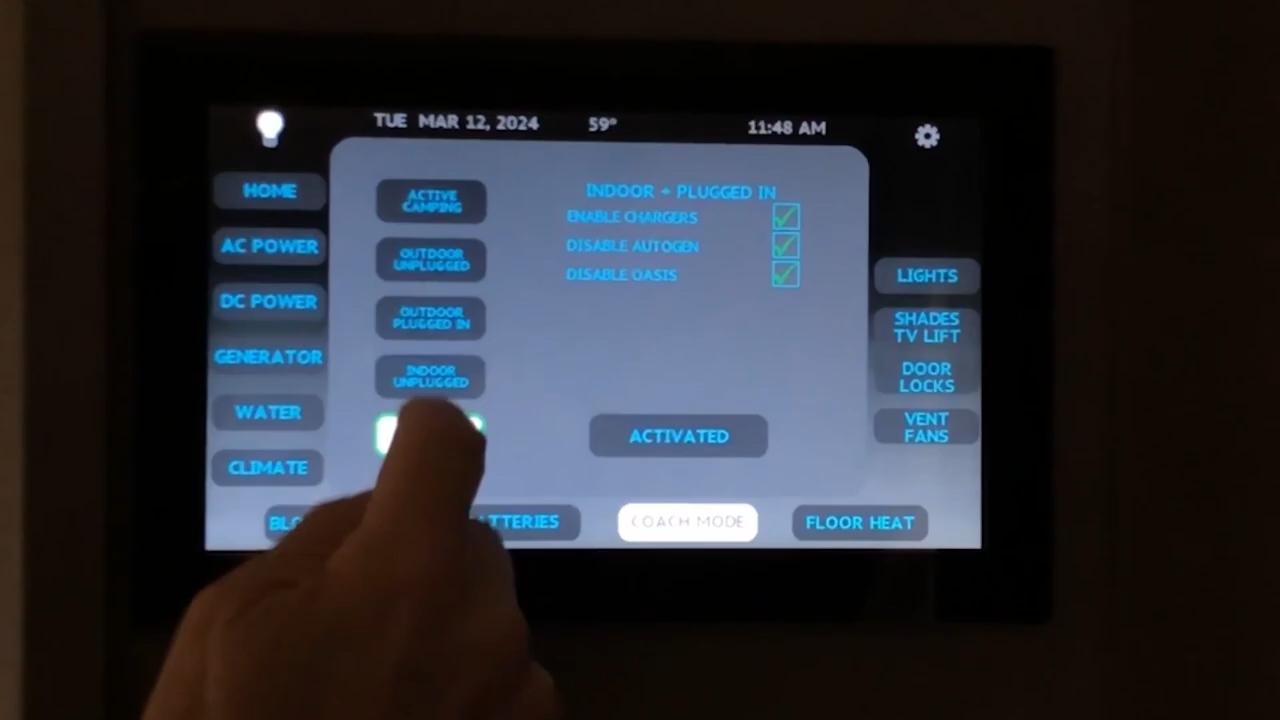 TUE MAR 12, 2024 59° 11:48 AM
HOME
AC POWER
DC POWER
GENERATOR
WATER
CLIMATE
ACTIVE
CAMPING
OUTDOOR
UNPLUGGED
OUTDOOR
PLUGGED IN
INDOOR
UNPLUGGED
INDOOR + PLUGGED IN
ENABLE CHARGERS
DISABLE AUTOGEN
DISABLE OASIS
ACTIVATED
LIGHTS
SHADES
TV LIFT
DOOR
LOCKS
VENT
FANS
COACH MODE
FLOOR HEAT